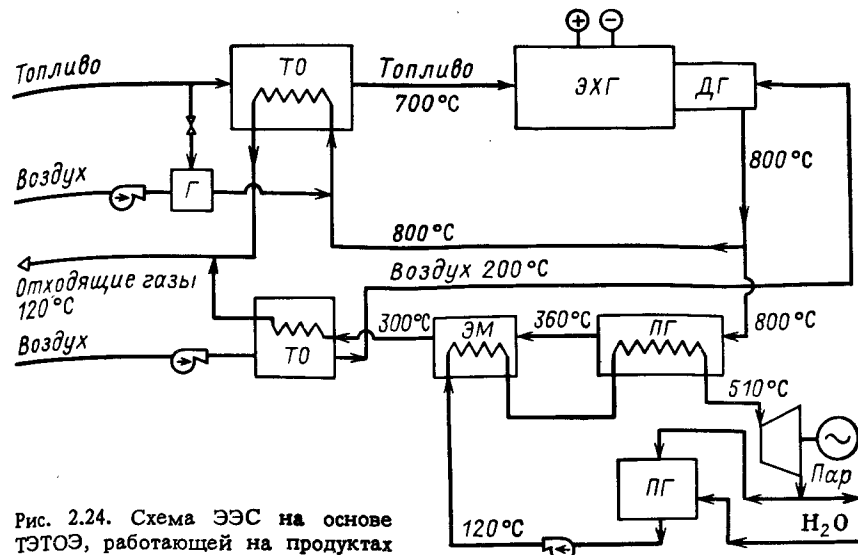 Топливо
ТО
Топливо
700°С
+ −
ЭХГ
ДГ
800°С
Воздух
Г
800°С
Отходящие газы
120°С
Воздух 200°С
Воздух
ТО
300°С
ЭМ
360°С
ПГ
800°С
510°С
Пар
ПГ
120°С
H₂O
Рис. 2.24. Схема ЭЭС на основе
ТЭТОЭ, работающей на продуктах